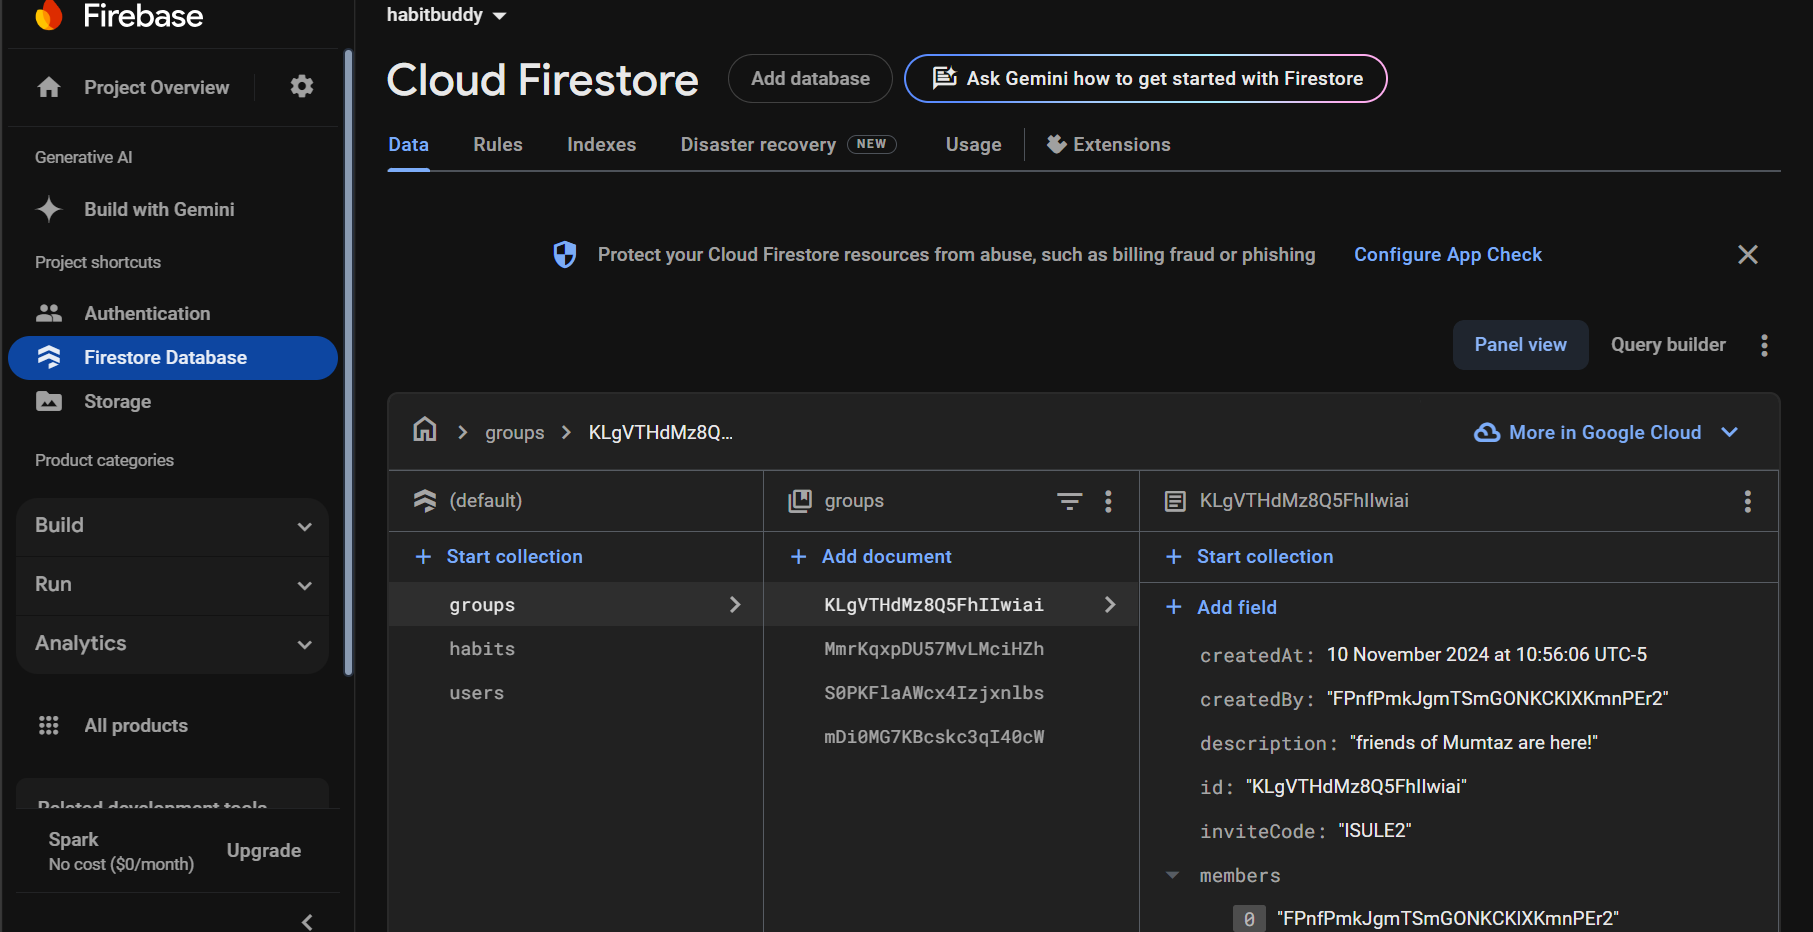 Firebase
Project Overview
Generative AI
Build with Gemini
Project shortcuts
Authentication
Firestore Database
Storage
Product categories
Build
Run
Analytics
All products
Related development tools
Spark
No cost ($0/month)
Upgrade
habitbuddy
Cloud Firestore
Add database
Ask Gemini how to get started with Firestore
Data
Rules
Indexes
Disaster recovery NEW
Usage
Extensions
Protect your Cloud Firestore resources from abuse, such as billing fraud or phishing
Configure App Check
Panel view
Query builder
groups
KLgVTHdMz8Q...
More in Google Cloud
(default)
Start collection
groups
habits
users
groups
Add document
KLgVTHdMz8Q5FhIIwiai
MmrKqxpDU57MvLMciHZh
S0PKFlaAWcx4Izjxnlbs
mDi0MG7KBcskc3qI40cW
KLgVTHdMz8Q5FhIIwiai
Start collection
Add field
createdAt: 10 November 2024 at 10:56:06 UTC-5
createdBy: "FPnfPmkJgmTSmGONKCKIXKmnPEr2"
description: "friends of Mumtaz are here!"
id: "KLgVTHdMz8Q5FhIIwiai"
inviteCode: "ISULE2"
members
0 "FPnfPmkJgmTSmGONKCKIXKmnPEr2"